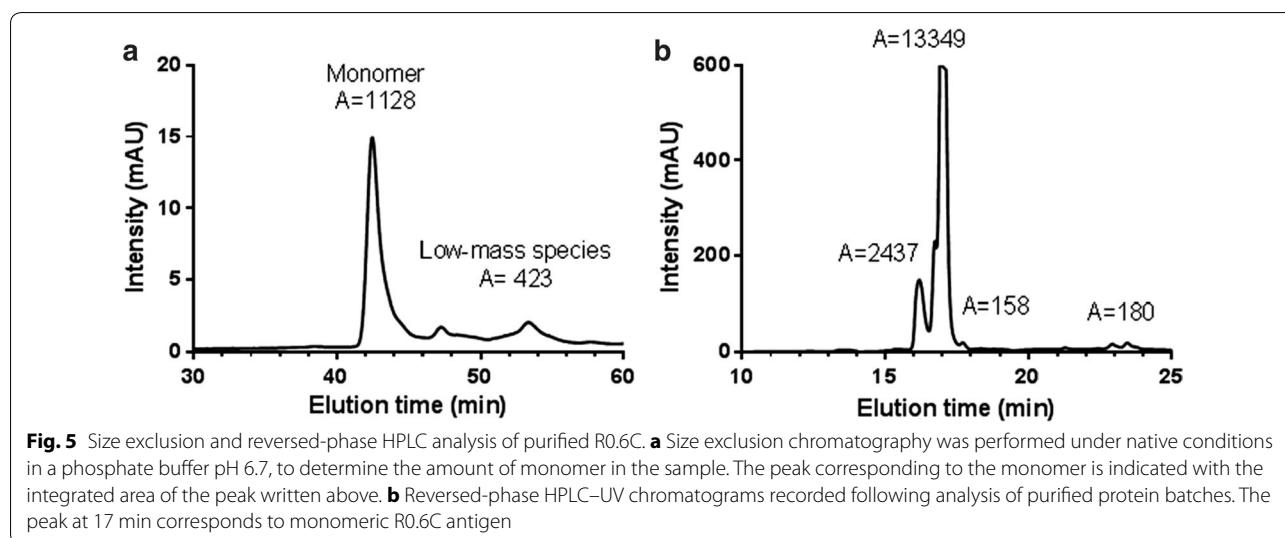 a
20
15
10
5
0
Intensity (mAU)
Monomer
A=1128
Low-mass species
A= 423
30 40 50 60
Elution time (min)
b
A=13349
600
400
200
0
Intensity (mAU)
A=2437
A=158
A=180
10 15 20 25
Elution time (min)
Fig. 5 Size exclusion and reversed-phase HPLC analysis of purified R0.6C. a Size exclusion chromatography was performed under native conditions
in a phosphate buffer pH 6.7, to determine the amount of monomer in the sample. The peak corresponding to the monomer is indicated with the
integrated area of the peak written above. b Reversed-phase HPLC–UV chromatograms recorded following analysis of purified protein batches. The
peak at 17 min corresponds to monomeric R0.6C antigen